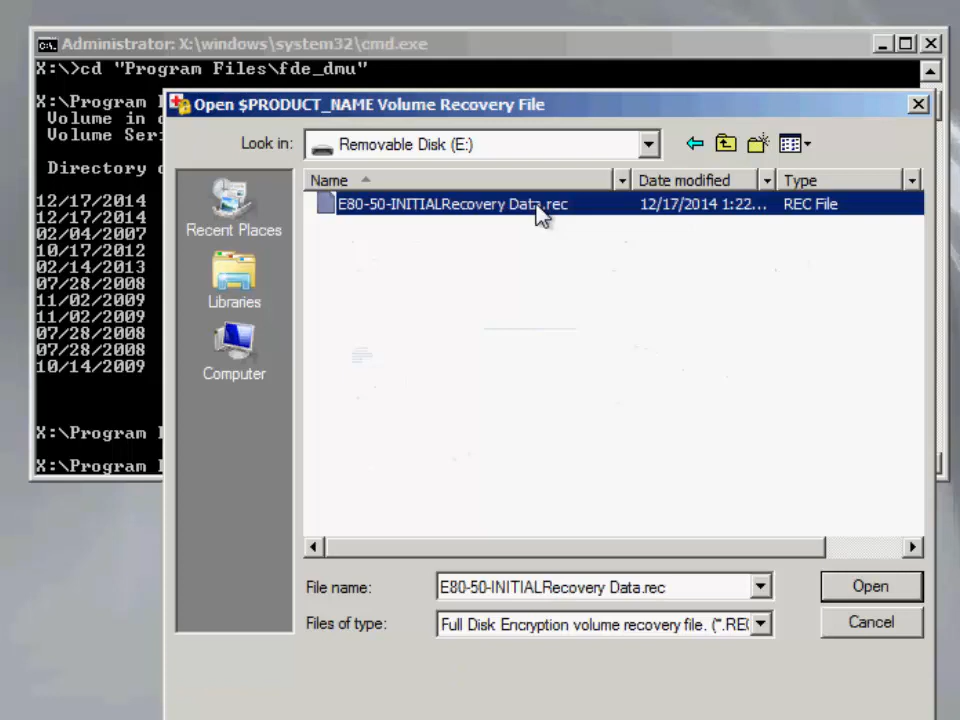 Administrator: X:\windows\system32\cmd.exe
X:\>cd "Program Files\fde_dmu"
X:\Program
Volume in
Volume Ser
Directory
12/17/2014
12/17/2014
02/04/2007
10/17/2012
02/14/2013
07/28/2008
11/02/2009
11/02/2009
07/28/2008
07/28/2008
10/14/2009
X:\Program
X:\Program
Open $PRODUCT_NAME Volume Recovery File
Look in: Removable Disk (E:)
Name Date modified Type
E80-50-INITIALRecovery Data.rec 12/17/2014 1:22... REC File
Recent Places
Libraries
Computer
File name: E80-50-INITIALRecovery Data.rec Open
Files of type: Full Disk Encryption volume recovery file. (*.REC Cancel